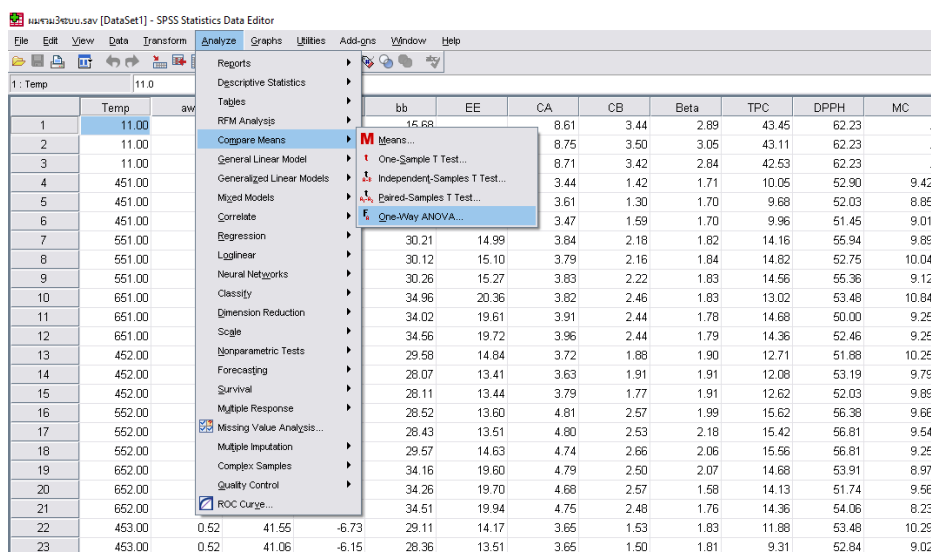 ผมรวม3ระบบ.sav [DataSet1] - SPSS Statistics Data Editor
File Edit View Data Transform Analyze Graphs Utilities Add-ons Window Help
1 : Temp 11.0
Reports
Descriptive Statistics
Tables
RFM Analysis
Compare Means
General Linear Model
Generalized Linear Models
Mixed Models
Correlate
Regression
Loglinear
Neural Networks
Classify
Dimension Reduction
Scale
Nonparametric Tests
Forecasting
Survival
Multiple Response
Missing Value Analysis...
Multiple Imputation
Complex Samples
Quality Control
ROC Curve...
M Means...
t One-Sample T Test...
Independent-Samples T Test...
Paired-Samples T Test...
One-Way ANOVA...
Temp aw bb EE CA CB Beta TPC DPPH MC
1 11.00 15.68 8.61 3.44 2.89 43.45 62.23 .
2 11.00 8.75 3.50 3.05 43.11 62.23 .
3 11.00 8.71 3.42 2.84 42.53 62.23 .
4 451.00 3.44 1.42 1.71 10.05 52.90 9.42
5 451.00 3.61 1.30 1.70 9.68 52.03 8.85
6 451.00 3.47 1.59 1.70 9.96 51.45 9.01
7 551.00 30.21 14.99 3.84 2.18 1.82 14.16 55.94 9.89
8 551.00 30.12 15.10 3.79 2.16 1.84 14.82 52.75 10.04
9 551.00 30.26 15.27 3.83 2.22 1.83 14.56 55.36 9.12
10 651.00 34.96 20.36 3.82 2.46 1.83 13.02 53.48 10.84
11 651.00 34.02 19.61 3.91 2.44 1.78 14.68 50.00 9.25
12 651.00 34.56 19.72 3.96 2.44 1.79 14.36 52.46 9.25
13 452.00 29.58 14.84 3.72 1.88 1.90 12.71 51.88 10.25
14 452.00 28.07 13.41 3.63 1.91 1.91 12.08 53.19 9.79
15 452.00 28.11 13.44 3.79 1.77 1.91 12.62 52.03 9.89
16 552.00 28.52 13.60 4.81 2.57 1.99 15.62 56.38 9.66
17 552.00 28.43 13.51 4.80 2.53 2.18 15.42 56.81 9.54
18 552.00 29.57 14.63 4.74 2.66 2.06 15.56 56.81 9.25
19 652.00 34.16 19.60 4.79 2.50 2.07 14.68 53.91 8.97
20 652.00 34.26 19.70 4.68 2.57 1.58 14.13 51.74 9.56
21 652.00 34.51 19.94 4.75 2.48 1.76 14.36 54.06 8.23
22 453.00 0.52 41.55 -6.73 29.11 14.17 3.65 1.53 1.83 11.88 53.48 10.29
23 453.00 0.52 41.06 -6.15 28.36 13.51 3.65 1.50 1.81 9.31 52.84 9.02